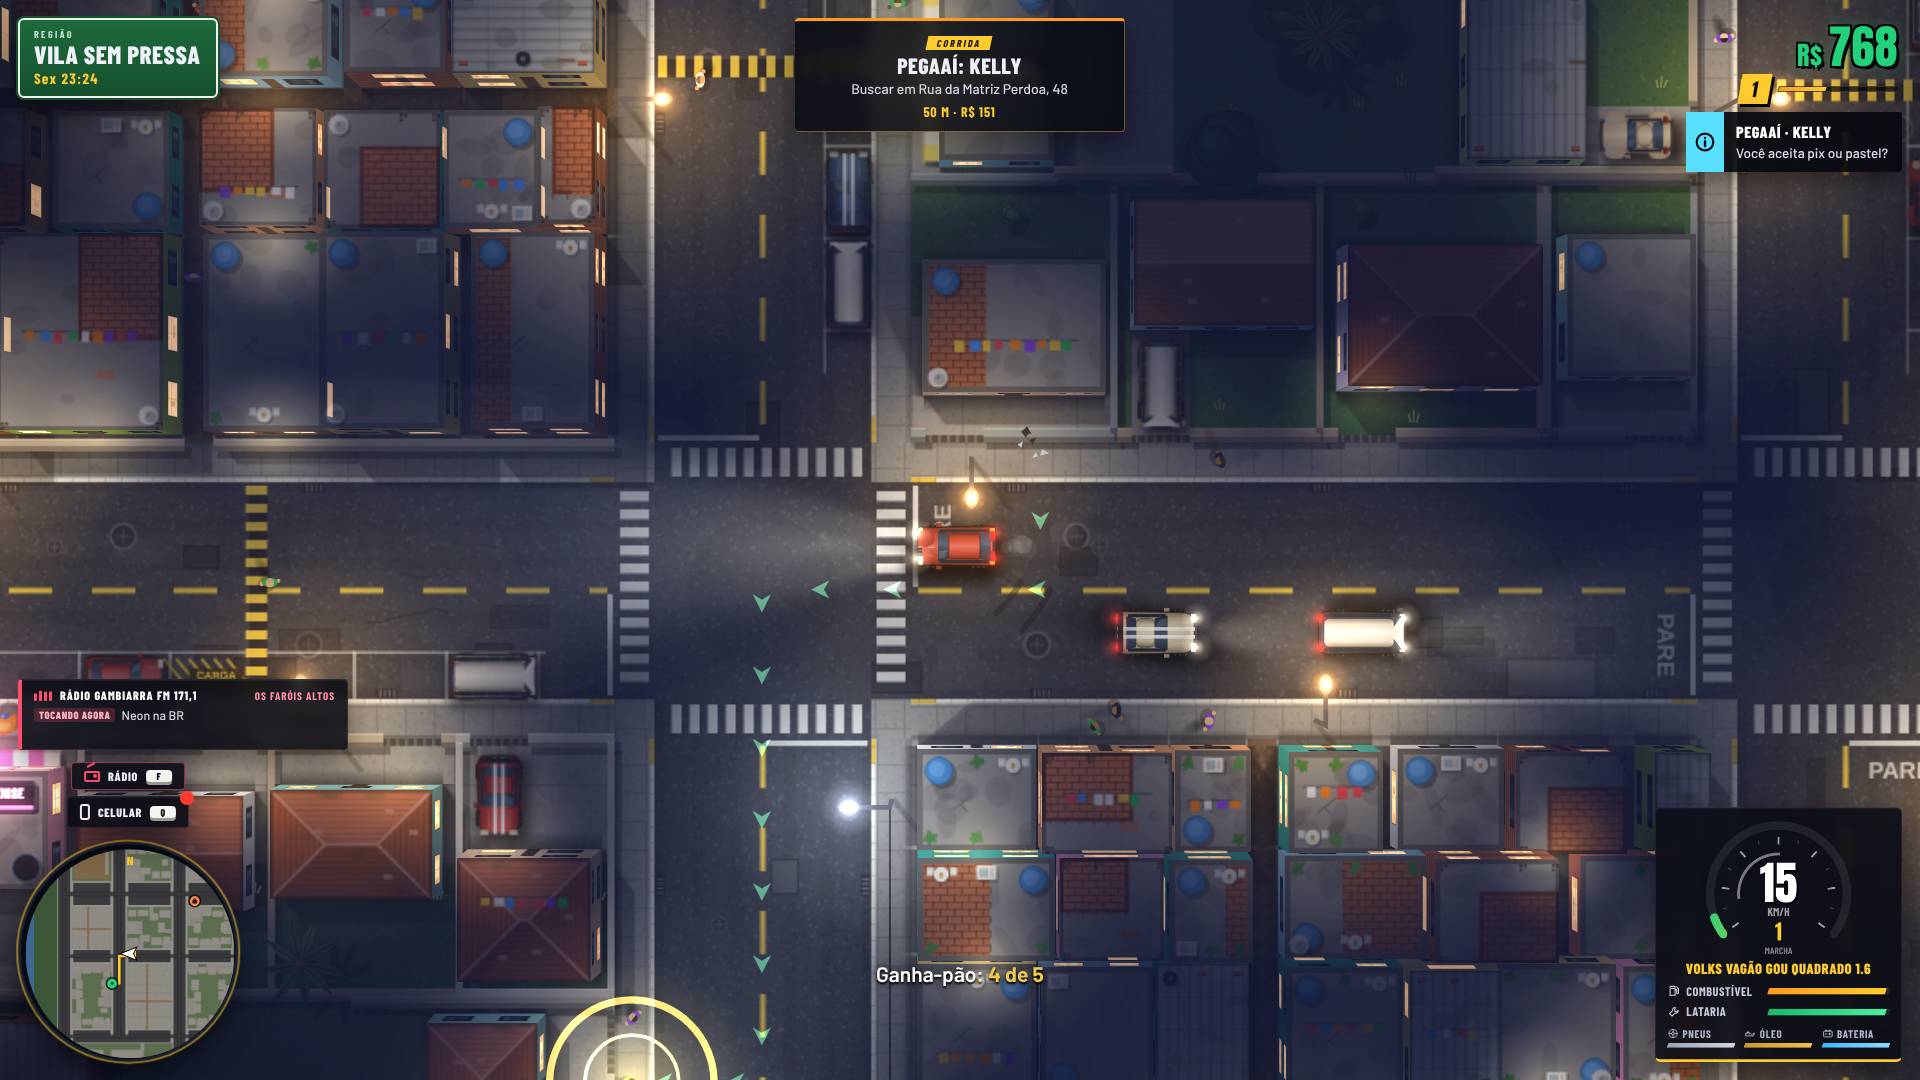 REGIÃO
VILA SEM PRESSA
Sex 23:24
CORRIDA
PEGAAÍ: KELLY
Buscar em Rua da Matriz Perdoa, 48
50 M · R$ 151
R$ 768
1
PEGAAÍ · KELLY
Você aceita pix ou pastel?
PARE
CARGA
RÁDIO GAMBIARRA FM 171,1
OS FARÓIS ALTOS
TOCANDO AGORA
Neon na BR
RÁDIO F
CELULAR Q
N
Ganha-pão: 4 de 5
15
KM/H
1
MARCHA
VOLKS VAGÃO GOU QUADRADO 1.6
COMBUSTÍVEL
LATARIA
PNEUS
ÓLEO
BATERIA